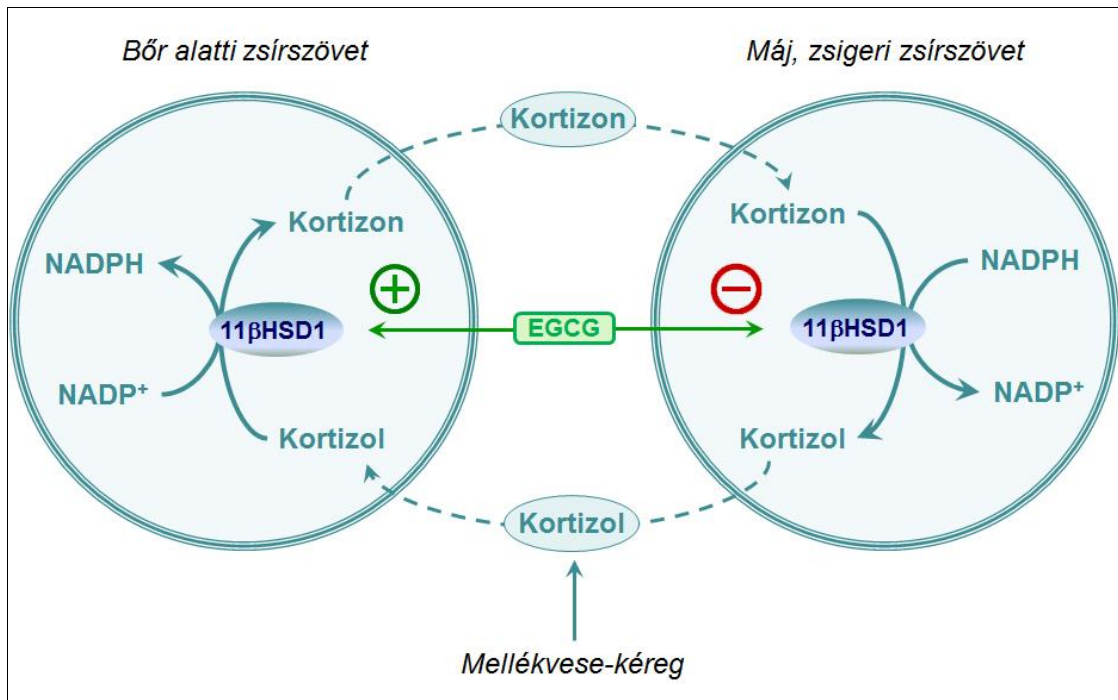 Bőr alatti zsírszövet
Máj, zsigeri zsírszövet
Kortizon
Kortizon
Kortizon
NADPH
NADPH
11βHSD1
EGCG
11βHSD1
NADP⁺
NADP⁺
Kortizol
Kortizol
Kortizol
Mellékvese-kéreg